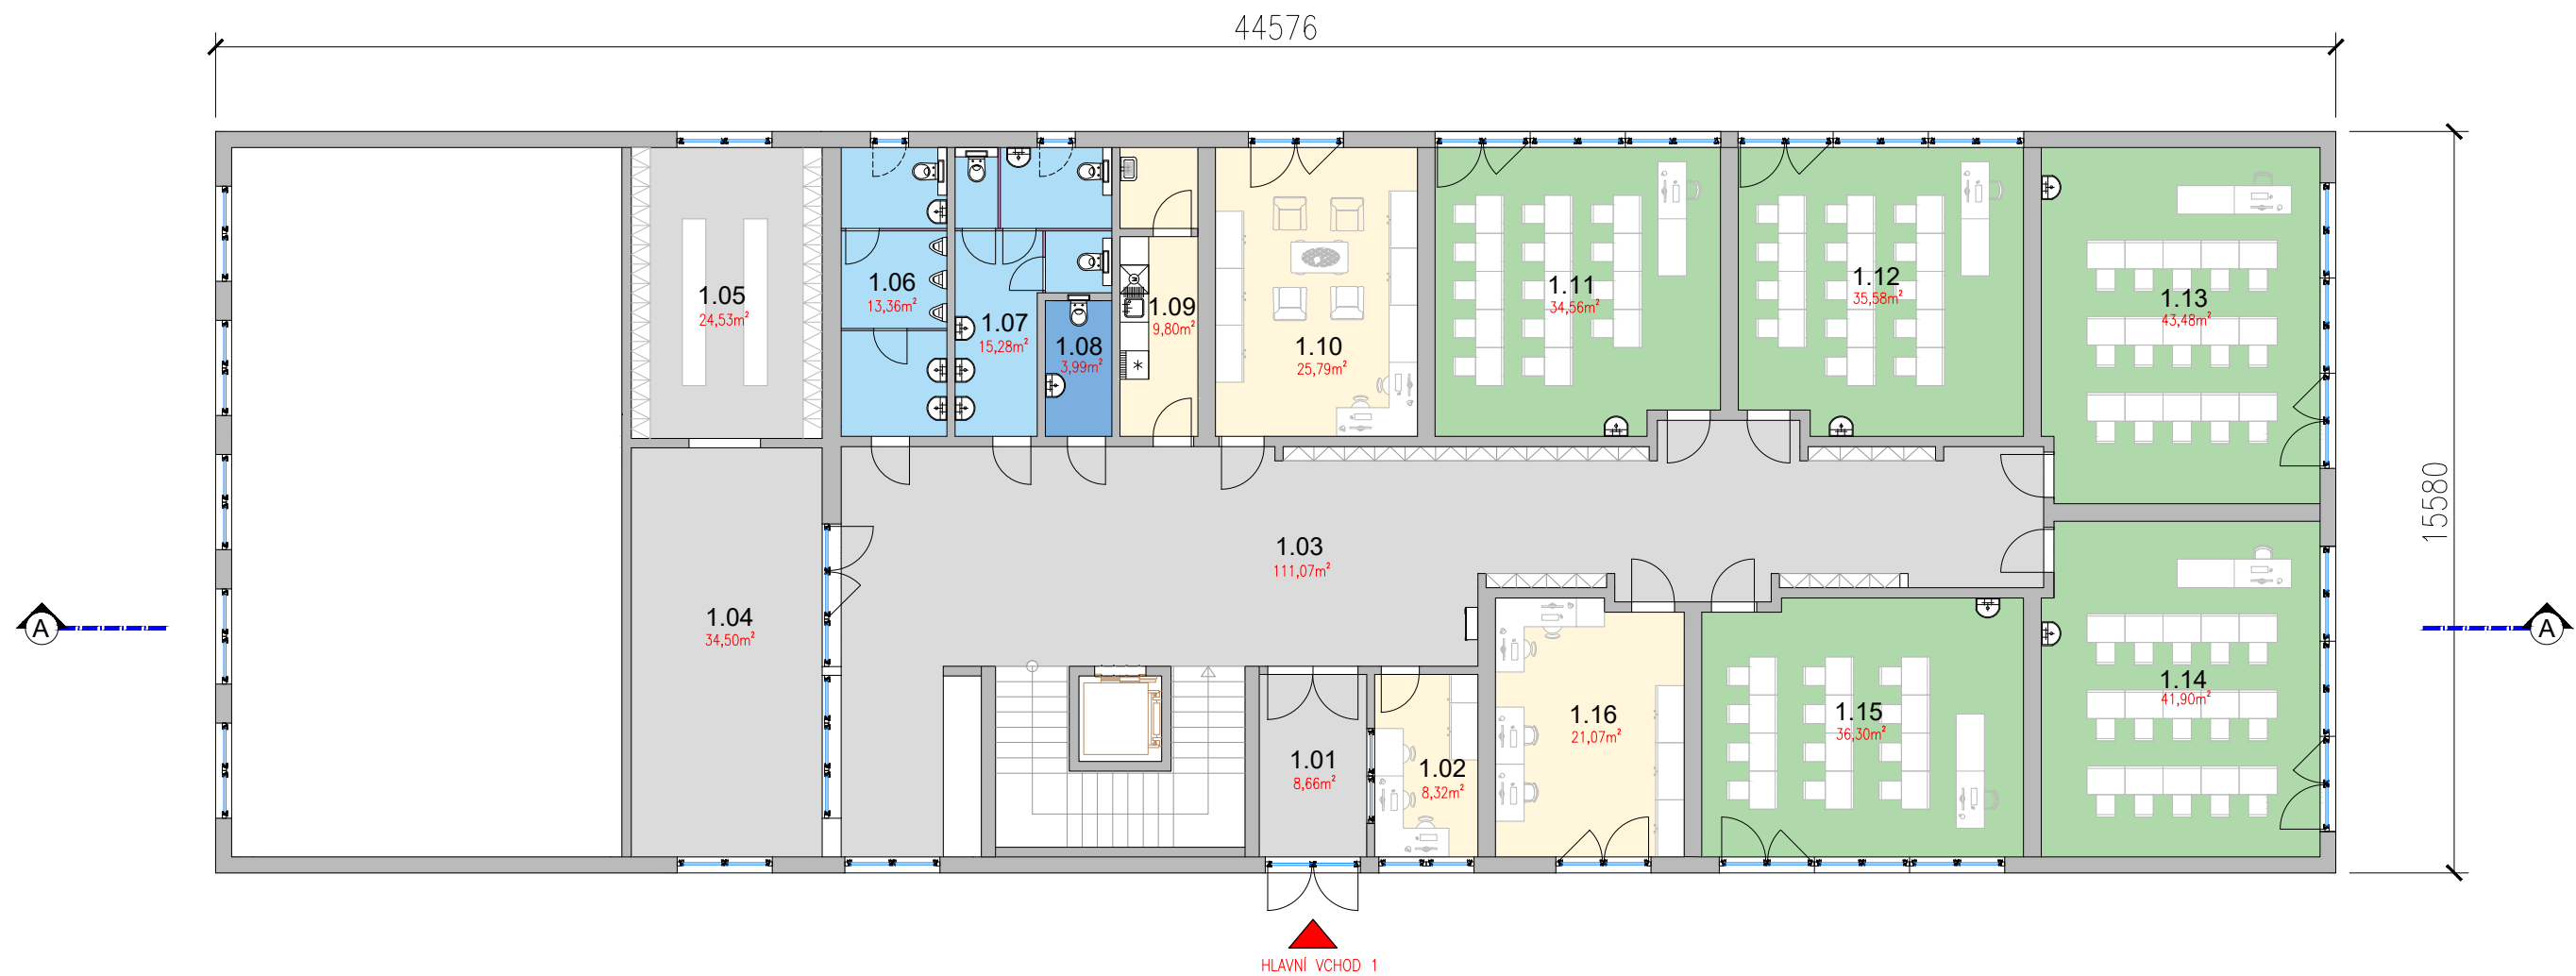 44576
15580
1.05
24,53m²
1.06
13,36m²
1.07
15,28m²
1.08
3,99m²
1.09
9,80m²
1.10
25,79m²
1.11
34,56m²
1.12
35,58m²
1.13
43,48m²
1.03
111,07m²
1.04
34,50m²
1.01
8,66m²
1.02
8,32m²
1.16
21,07m²
1.15
36,30m²
1.14
41,90m²
A
A
HLAVNÍ VCHOD 1